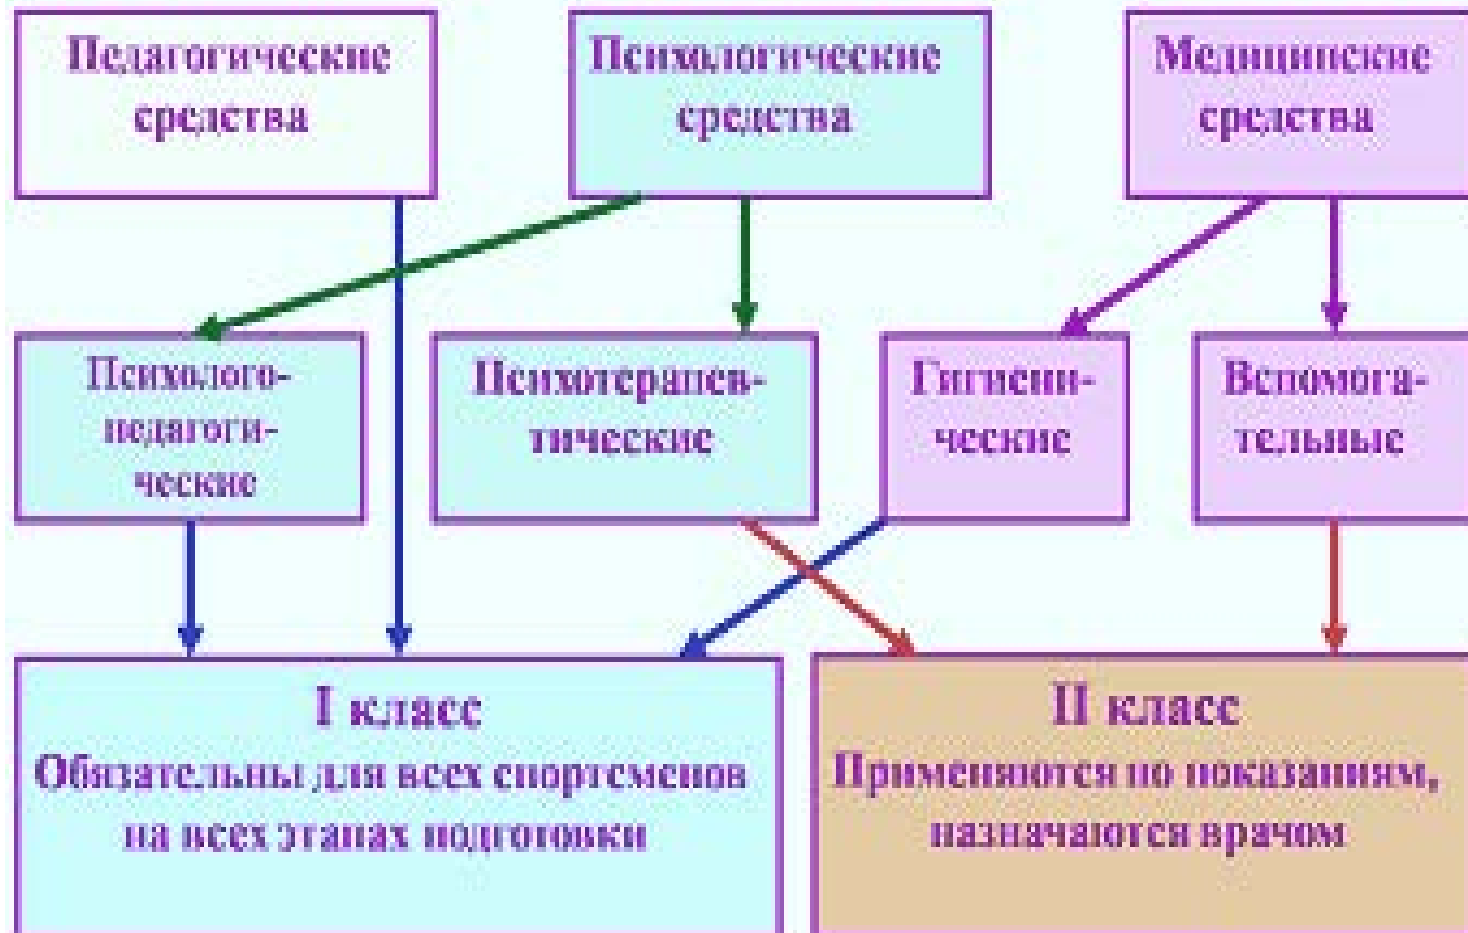 Педагогические
средства
Психологические
средства
Медицинские
средства
Психолого-
педагоги-
ческие
Психотерапев-
тические
Гигиени-
ческие
Вспомога-
тельные
I класс
Обязательны для всех спортсменов
на всех этапах подготовки
II класс
Применяются по показаниям,
назначаются врачом